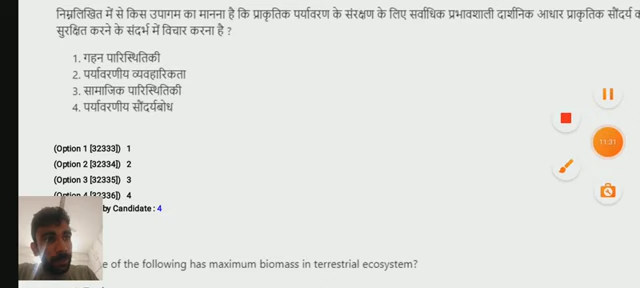 निम्नलिखित में से किस उपागम का मानना है कि प्राकृतिक पर्यावरण के संरक्षण के लिए सर्वाधिक प्रभावशाली दार्शनिक आधार प्राकृतिक सौंदर्य
सुरक्षित करने के संदर्भ में विचार करना है ?
1. गहन पारिस्थितिकी
2. पर्यावरणीय व्यवहारिकता
3. सामाजिक पारिस्थितिकी
4. पर्यावरणीय सौंदर्यबोध
(Option 1 [32333]) 1
(Option 2 [32334]) 2
(Option 3 [32335]) 3
(Option 4 [32336]) 4
by Candidate : 4
of the following has maximum biomass in terrestrial ecosystem?
11:31